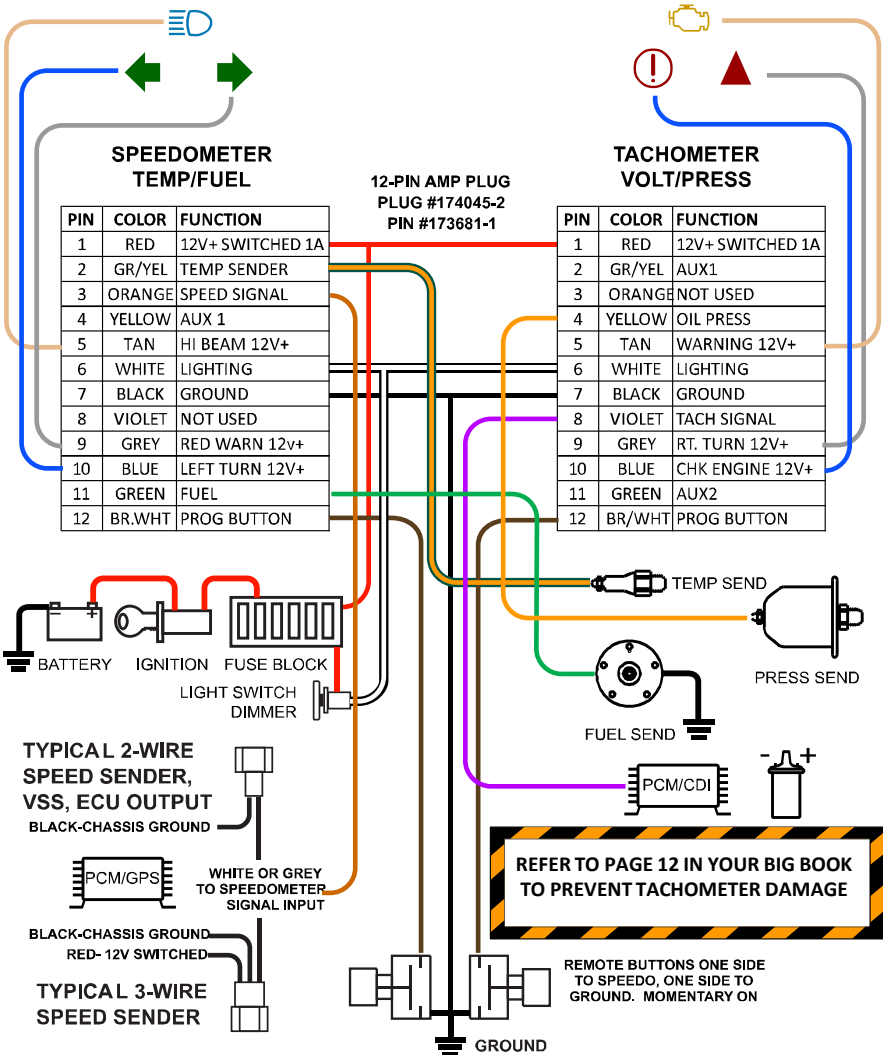 SPEEDOMETER
TEMP/FUEL
12-PIN AMP PLUG
PLUG #174045-2
PIN #173681-1
TACHOMETER
VOLT/PRESS
PIN COLOR FUNCTION
1 RED 12V+ SWITCHED 1A
2 GR/YEL TEMP SENDER
3 ORANGE SPEED SIGNAL
4 YELLOW AUX 1
5 TAN HI BEAM 12V+
6 WHITE LIGHTING
7 BLACK GROUND
8 VIOLET NOT USED
9 GREY RED WARN 12v+
10 BLUE LEFT TURN 12V+
11 GREEN FUEL
12 BR.WHT PROG BUTTON
PIN COLOR FUNCTION
1 RED 12V+ SWITCHED 1A
2 GR/YEL AUX1
3 ORANGE NOT USED
4 YELLOW OIL PRESS
5 TAN WARNING 12V+
6 WHITE LIGHTING
7 BLACK GROUND
8 VIOLET TACH SIGNAL
9 GREY RT. TURN 12V+
10 BLUE CHK ENGINE 12V+
11 GREEN AUX2
12 BR/WHT PROG BUTTON
- +
BATTERY
IGNITION
FUSE BLOCK
LIGHT SWITCH
DIMMER
TEMP SEND
PRESS SEND
FUEL SEND
TYPICAL 2-WIRE
SPEED SENDER,
VSS, ECU OUTPUT
BLACK-CHASSIS GROUND
PCM/GPS
WHITE OR GREY
TO SPEEDOMETER
SIGNAL INPUT
BLACK-CHASSIS GROUND
RED- 12V SWITCHED
TYPICAL 3-WIRE
SPEED SENDER
PCM/CDI
- +
REFER TO PAGE 12 IN YOUR BIG BOOK
TO PREVENT TACHOMETER DAMAGE
REMOTE BUTTONS ONE SIDE
TO SPEEDO, ONE SIDE TO
GROUND. MOMENTARY ON
GROUND